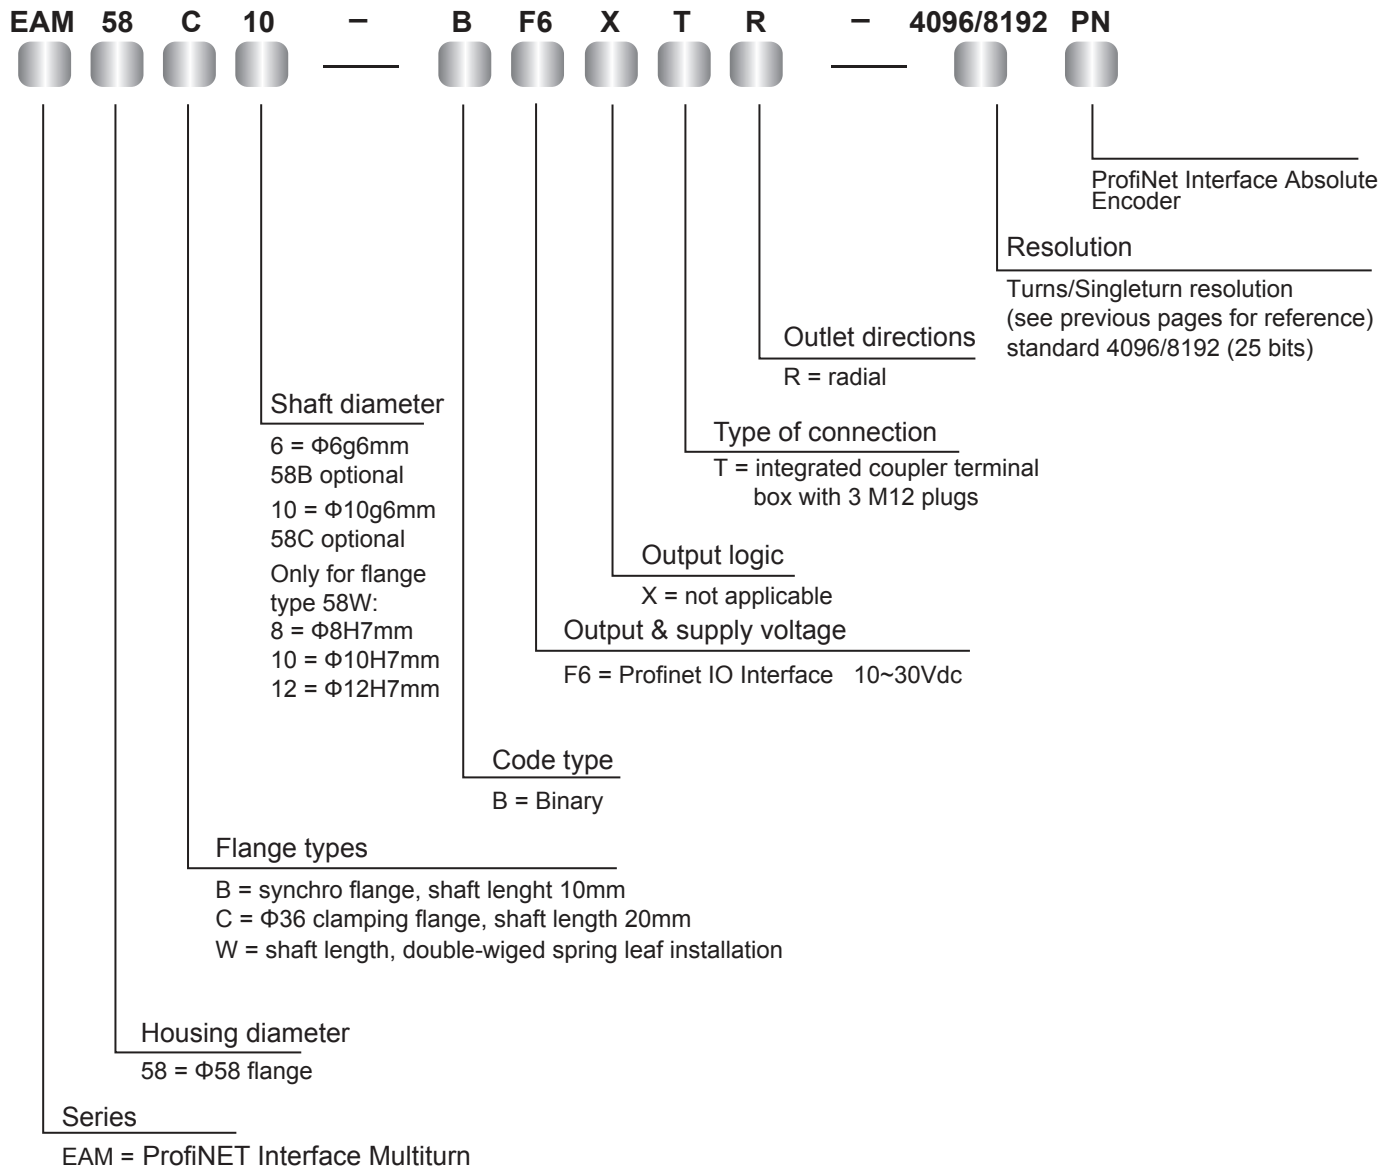 EAM 58 C 10 – B F6 X T R – 4096/8192 PN
ProfiNet Interface Absolute
Encoder
Resolution
Turns/Singleturn resolution
(see previous pages for reference)
standard 4096/8192 (25 bits)
Outlet directions
R = radial
Shaft diameter
6 = Φ6g6mm
58B optional
10 = Φ10g6mm
58C optional
Only for flange
type 58W:
8 = Φ8H7mm
10 = Φ10H7mm
12 = Φ12H7mm
Type of connection
T = integrated coupler terminal
box with 3 M12 plugs
Output logic
X = not applicable
Output & supply voltage
F6 = Profinet IO Interface 10~30Vdc
Code type
B = Binary
Flange types
B = synchro flange, shaft lenght 10mm
C = Φ36 clamping flange, shaft length 20mm
W = shaft length, double-wiged spring leaf installation
Housing diameter
58 = Φ58 flange
Series
EAM = ProfiNET Interface Multiturn